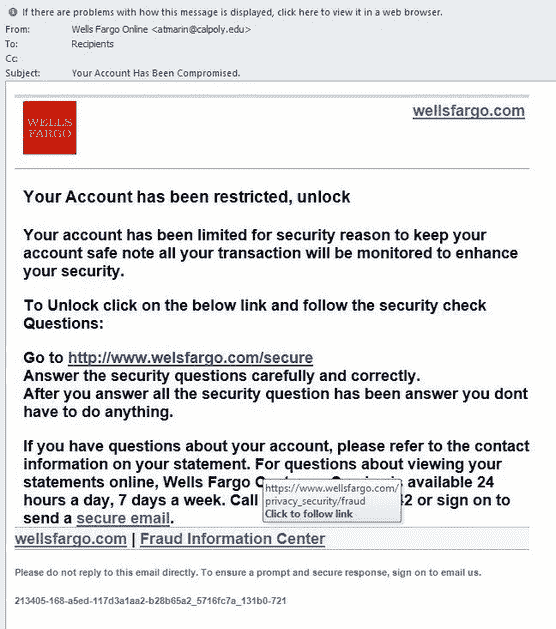 If there are problems with how this message is displayed, click here to view it in a web browser.
From: Wells Fargo Online <atmarin@calpoly.edu>
To: Recipients
Cc:
Subject: Your Account Has Been Compromised.
WELLS
FARGO
wellsfargo.com
Your Account has been restricted, unlock
Your account has been limited for security reason to keep your
account safe note all your transaction will be monitored to enhance
your security.
To Unlock click on the below link and follow the security check
Questions:
Go to http://www.welsfargo.com/secure
Answer the security questions carefully and correctly.
After you answer all the security question has been answer you dont
have to do anything.
If you have questions about your account, please refer to the contact
information on your statement. For questions about viewing your
statements online, Wells Fargo available 24
hours a day, 7 days a week. Call 2 or sign on to
send a secure email.
https://www.wellsfargo.com/
privacy_security/fraud
Click to follow link
wellsfargo.com | Fraud Information Center
Please do not reply to this email directly. To ensure a prompt and secure response, sign on to email us.
213405-168-a5ed-117d3a1aa2-b28b65a2_5716fc7a_131b0-721